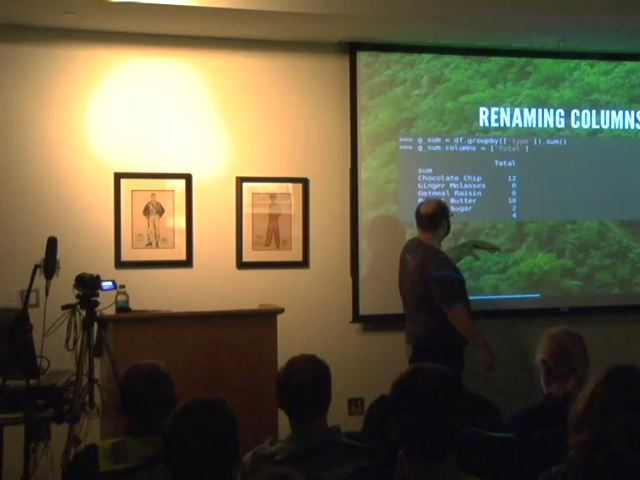 RENAMING COLUMNS
>>> g_sum = df.groupby(['type']).sum()
>>> g_sum.columns = ['Total']
Total
sum
Chocolate Chip 12
Ginger Molasses 8
Oatmeal Raisin 6
Butter 10
Sugar 2
4